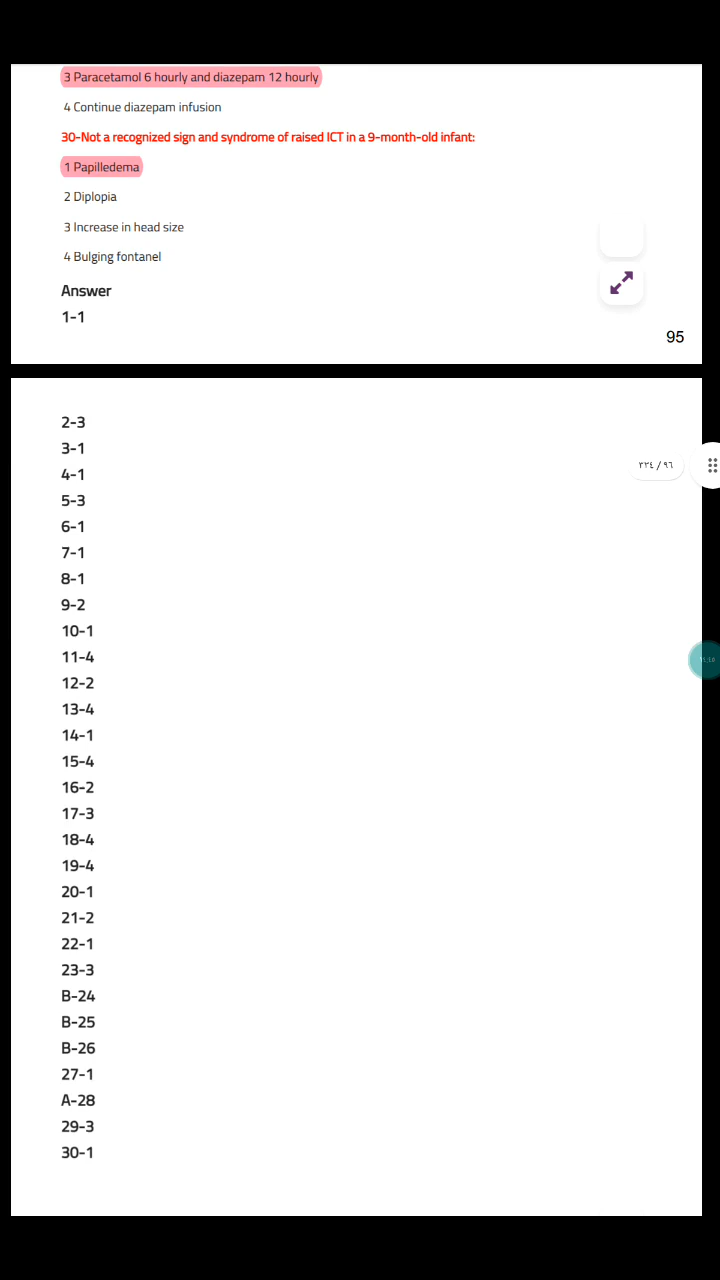 3 Paracetamol 6 hourly and diazepam 12 hourly
4 Continue diazepam infusion
30-Not a recognized sign and syndrome of raised ICT in a 9-month-old infant:
1 Papilledema
2 Diplopia
3 Increase in head size
4 Bulging fontanel
Answer
1-1
95
2-3
3-1
٩٦ / ٢٢٤
4-1
5-3
6-1
7-1
8-1
9-2
10-1
11-4
12-2
13-4
14-1
15-4
16-2
17-3
18-4
19-4
20-1
21-2
22-1
23-3
B-24
B-25
B-26
27-1
A-28
29-3
30-1